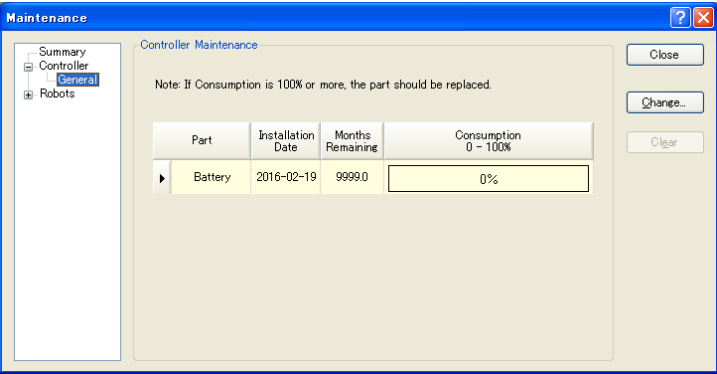 Maintenance
Summary
Controller
General
Robots
Controller Maintenance
Note: If Consumption is 100% or more, the part should be replaced.
Part
Installation
Date
Months
Remaining
Consumption
0 - 100%
Battery
2016-02-19
9999.0
0%
Close
Change...
Clear